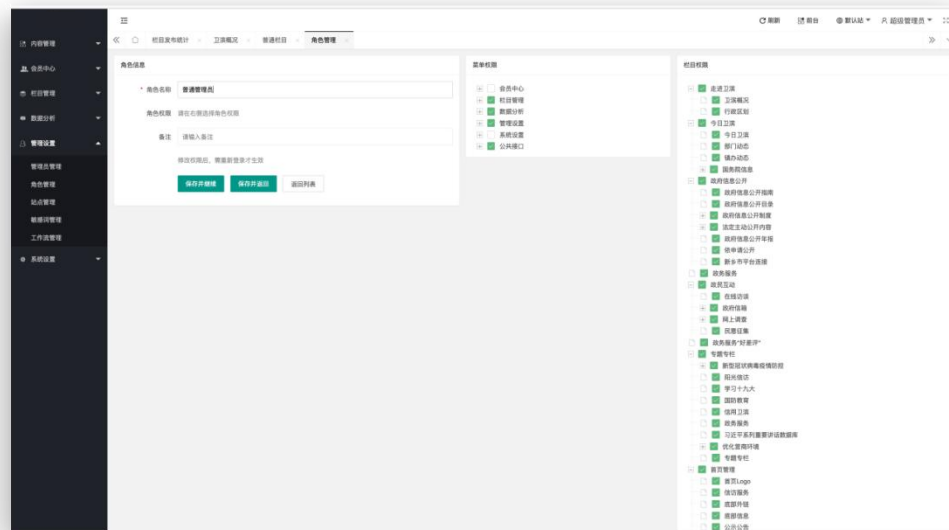 刷新 前台 默认站 超级管理员
栏目发布统计 卫滨概况 普通栏目 角色管理
内容管理
会员中心
栏目管理
数据分析
管理设置
管理员管理
角色管理
站点管理
敏感词管理
工作流管理
系统设置
角色信息
* 角色名称 普通管理员
角色权限 请在右侧选择角色权限
备注 请输入备注
修改权限后，需重新登录才生效
保存并继续 保存并返回 返回列表
菜单权限
会员中心
栏目管理
数据分析
管理设置
系统设置
公共接口
栏目权限
走进卫滨
卫滨概况
行政区划
今日卫滨
今日卫滨
部门动态
镇办动态
国务院信息
政府信息公开
政府信息公开指南
政府信息公开目录
政府信息公开制度
法定主动公开内容
政府信息公开年报
依申请公开
新乡市平台连接
政务服务
政民互动
在线访谈
政府信箱
网上调查
民意征集
政务服务“好差评”
专题专栏
新型冠状病毒疫情防控
阳光信访
学习十九大
国防教育
信用卫滨
政务服务
习近平系列重要讲话数据库
优化营商环境
专题专栏
首页管理
首页Logo
信访服务
底部外链
底部信息
公示公告